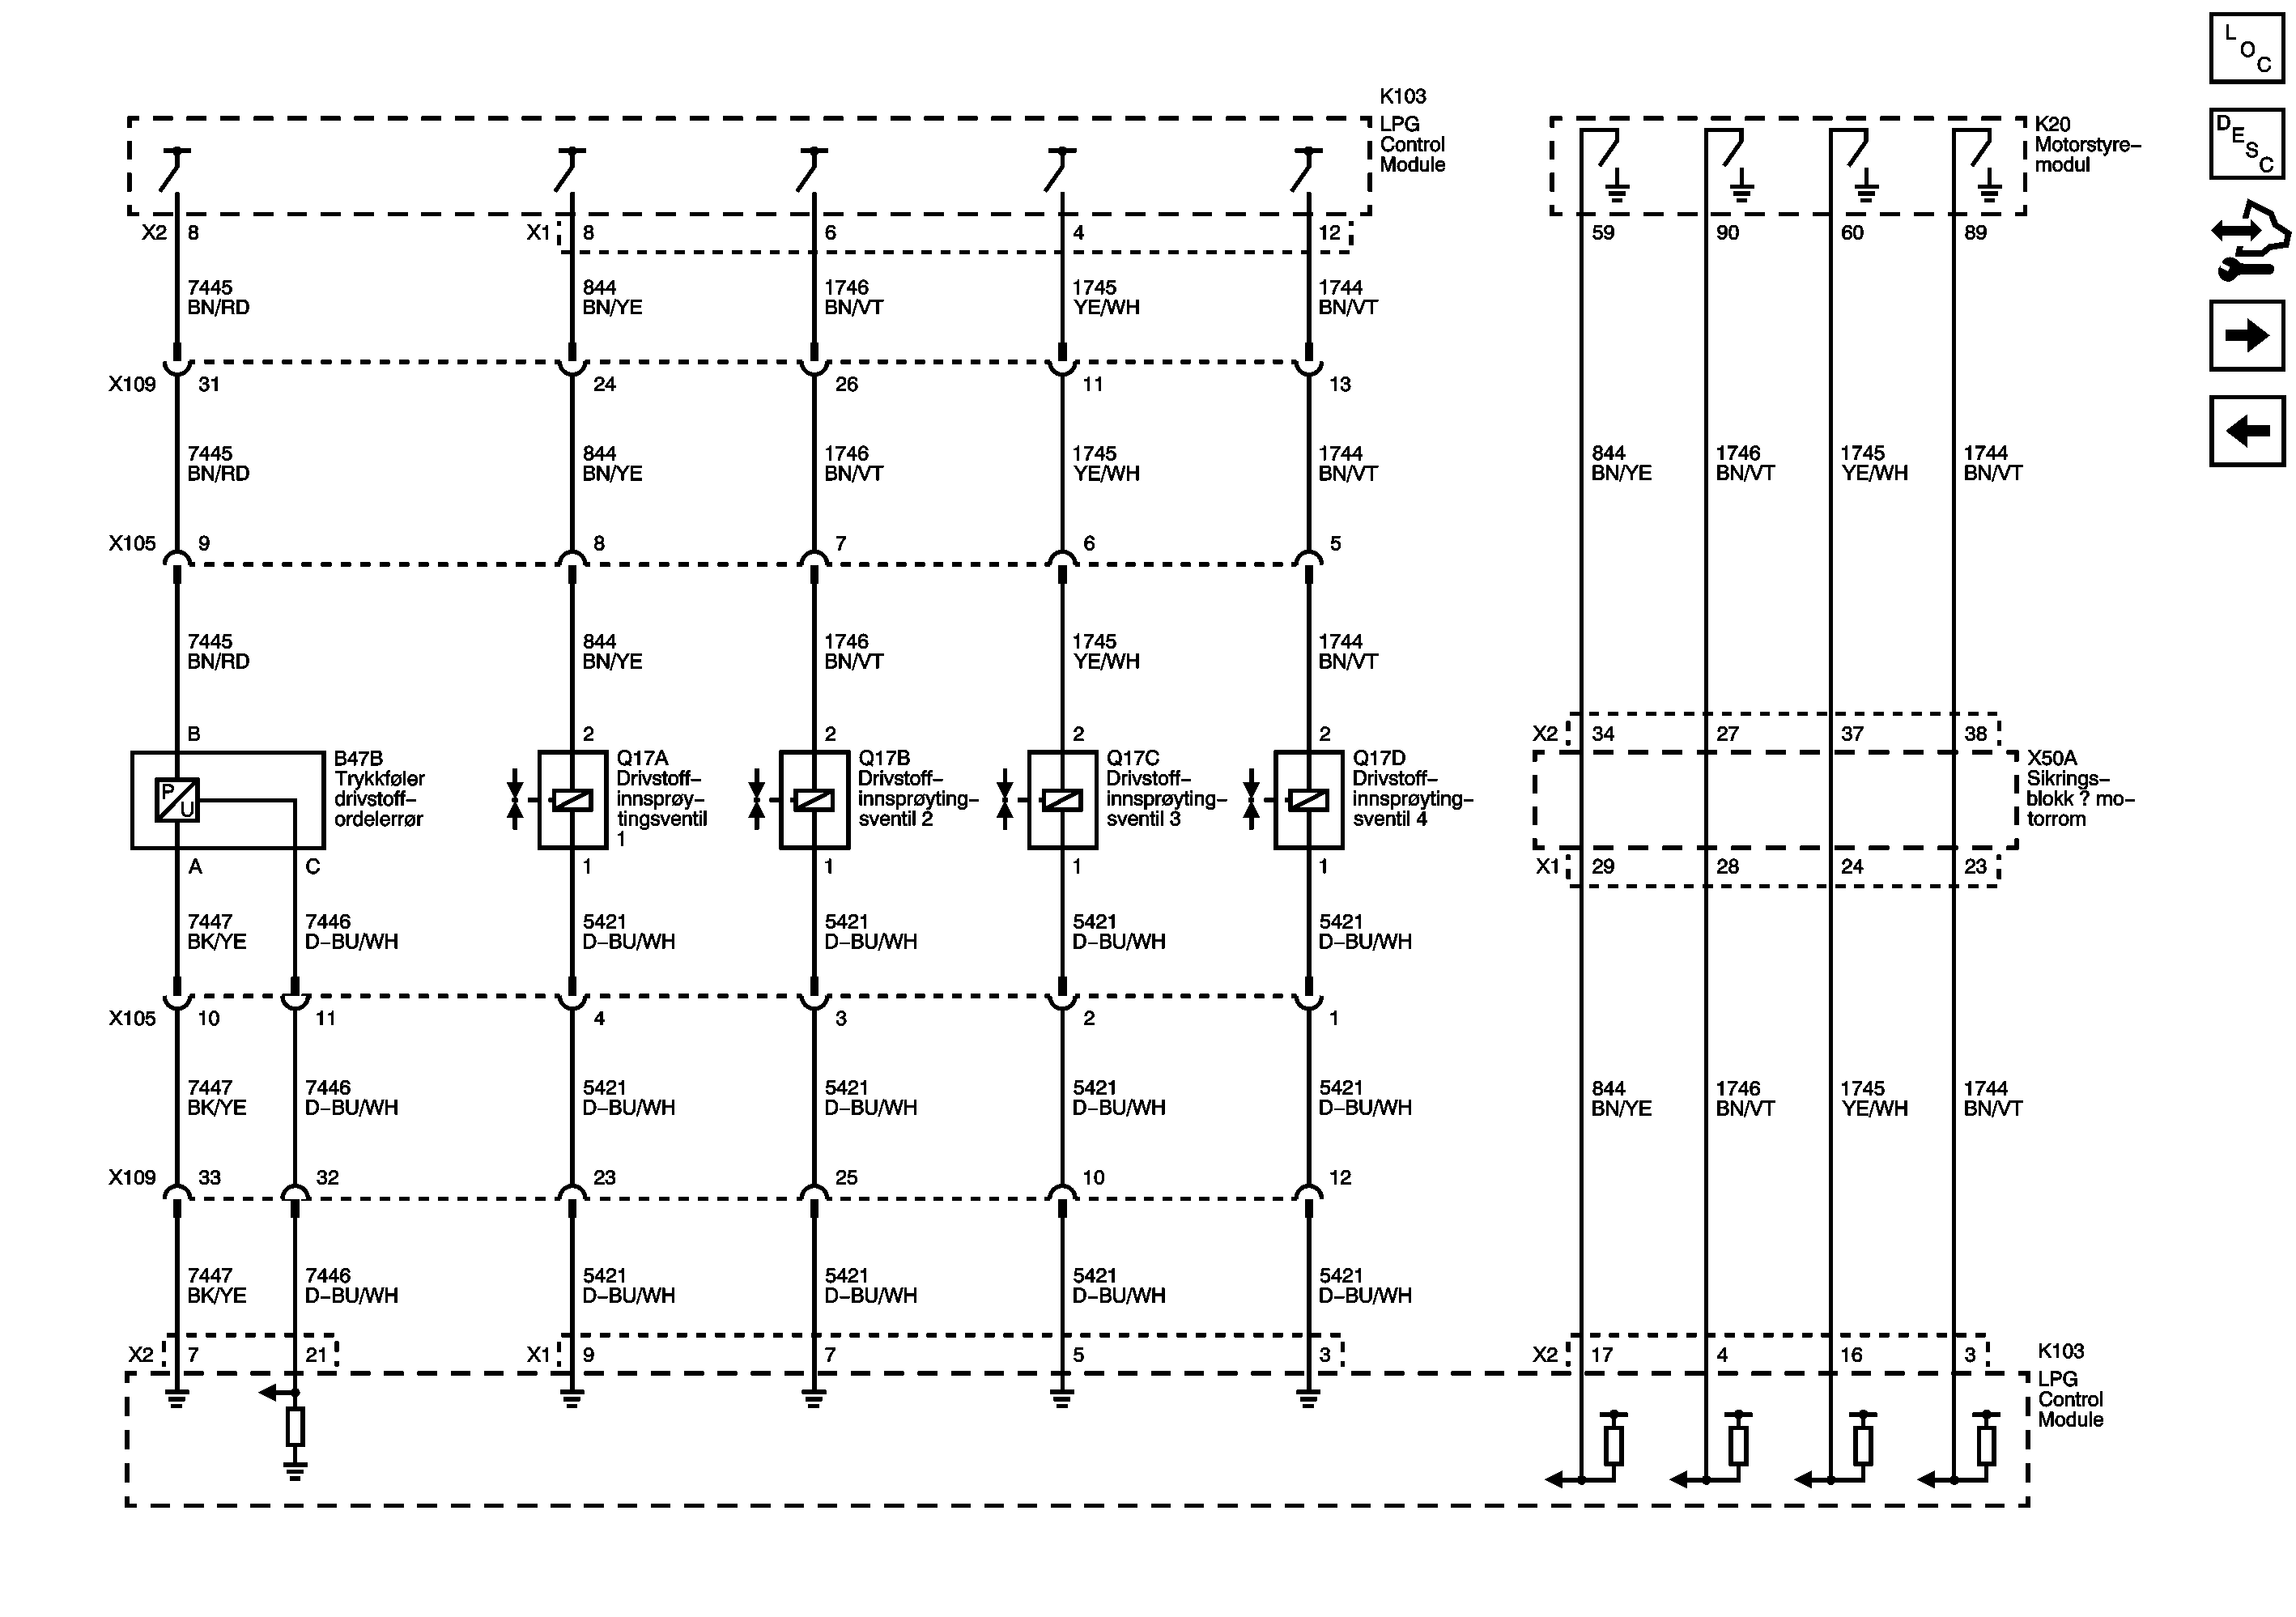 L
O
C
K103
LPG
Control
Module
K20
Motorstyre–
modul
D
E
S
C
X2 8 X1 8 6 4 12 59 90 60 89
7445 844 1746 1745 1744
BN/RD BN/YE BN/VT YE/WH BN/VT
X109 31 24 26 11 13
7445 844 1746 1745 1744 844 1746 1745 1744
BN/RD BN/YE BN/VT YE/WH BN/VT BN/YE BN/VT YE/WH BN/VT
X105 9 8 7 6 5
7445 844 1746 1745 1744
BN/RD BN/YE BN/VT YE/WH BN/VT
B 2 2 2 2 X2 34 27 37 38
P
U
B47B
Trykkføler
drivstoff–
ordelerrør
Q17A
Drivstoff–
innsprøy–
tingsventil
1
Q17B
Drivstoff–
innsprøyting–
sventil 2
Q17C
Drivstoff–
innsprøyting–
sventil 3
Q17D
Drivstoff–
innsprøyting–
sventil 4
X50A
Sikrings–
blokk ? mo–
torrom
A C 1 1 1 1 X1 29 28 24 23
7447 7446 5421 5421 5421 5421
BK/YE D–BU/WH D–BU/WH D–BU/WH D–BU/WH D–BU/WH
X105 10 11 4 3 2 1
7447 7446 5421 5421 5421 5421 844 1746 1745 1744
BK/YE D–BU/WH D–BU/WH D–BU/WH D–BU/WH D–BU/WH BN/YE BN/VT YE/WH BN/VT
X109 33 32 23 25 10 12
7447 7446 5421 5421 5421 5421
BK/YE D–BU/WH D–BU/WH D–BU/WH D–BU/WH D–BU/WH
X2 7 21 X1 9 7 5 3 X2 17 4 16 3
K103
LPG
Control
Module